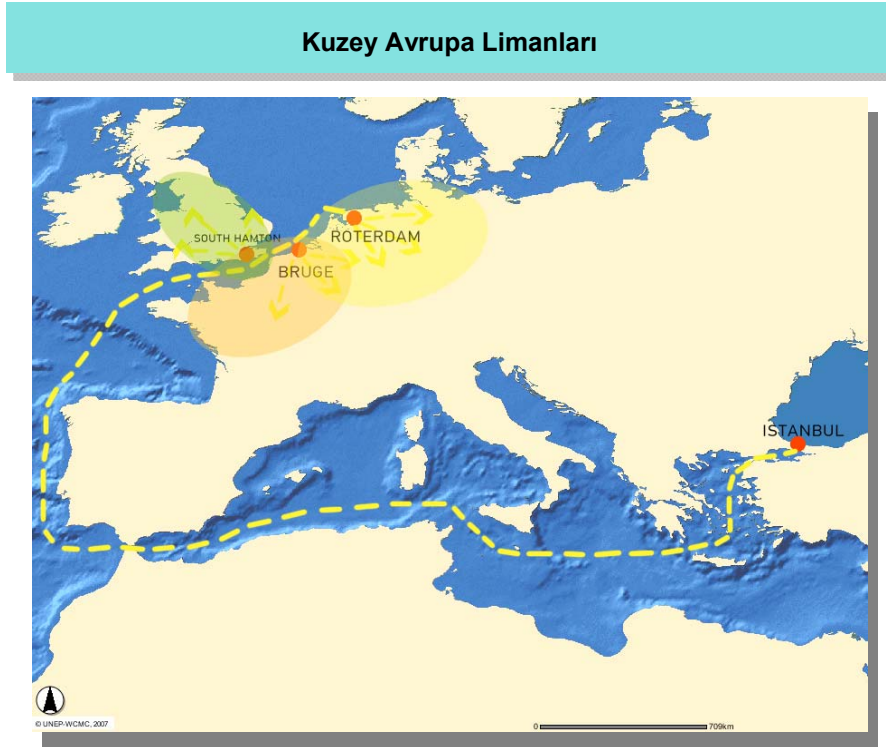 Kuzey Avrupa Limanları
SOUTH HAMTON
ROTERDAM
BRUGE
ISTANBUL
© UNEP-WCMC, 2007
0 709km